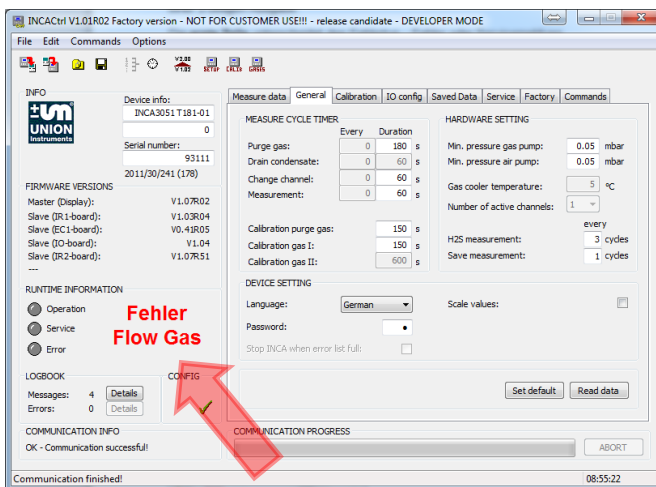 INCACtrl V1.01R02 Factory version - NOT FOR CUSTOMER USE!!! - release candidate - DEVELOPER MODE
File Edit Commands Options
V2.00
V1.03
SETUP
CALIB
GASES
INFO
UNION
Instruments
Device info:
INCA3051 T181-01
0
Serial number:
93111
2011/30/241 (178)
FIRMWARE VERSIONS
Master (Display): V1.07R02
Slave (IR1-board): V1.03R04
Slave (EC1-board): V0.41R05
Slave (IO-board): V1.04
Slave (IR2-board): V1.07R51
---
RUNTIME INFORMATION
Operation
Service
Error
Fehler
Flow Gas
LOGBOOK
Messages: 4 Details
Errors: 0 Details
CONFIG
COMMUNICATION INFO
OK - Communication successful!
Measure data General Calibration IO config Saved Data Service Factory Commands
MEASURE CYCLE TIMER
Every Duration
Purge gas: 0 180 s
Drain condensate: 0 60 s
Change channel: 0 60 s
Measurement: 0 60 s
Calibration purge gas: 150 s
Calibration gas I: 150 s
Calibration gas II: 600 s
HARDWARE SETTING
Min. pressure gas pump: 0.05 mbar
Min. pressure air pump: 0.05 mbar
Gas cooler temperature: 5 °C
Number of active channels: 1
every
H2S measurement: 3 cycles
Save measurement: 1 cycles
DEVICE SETTING
Language: German
Scale values:
Password:
Stop INCA when error list full:
Set default Read data
COMMUNICATION PROGRESS
ABORT
Communication finished! 08:55:22